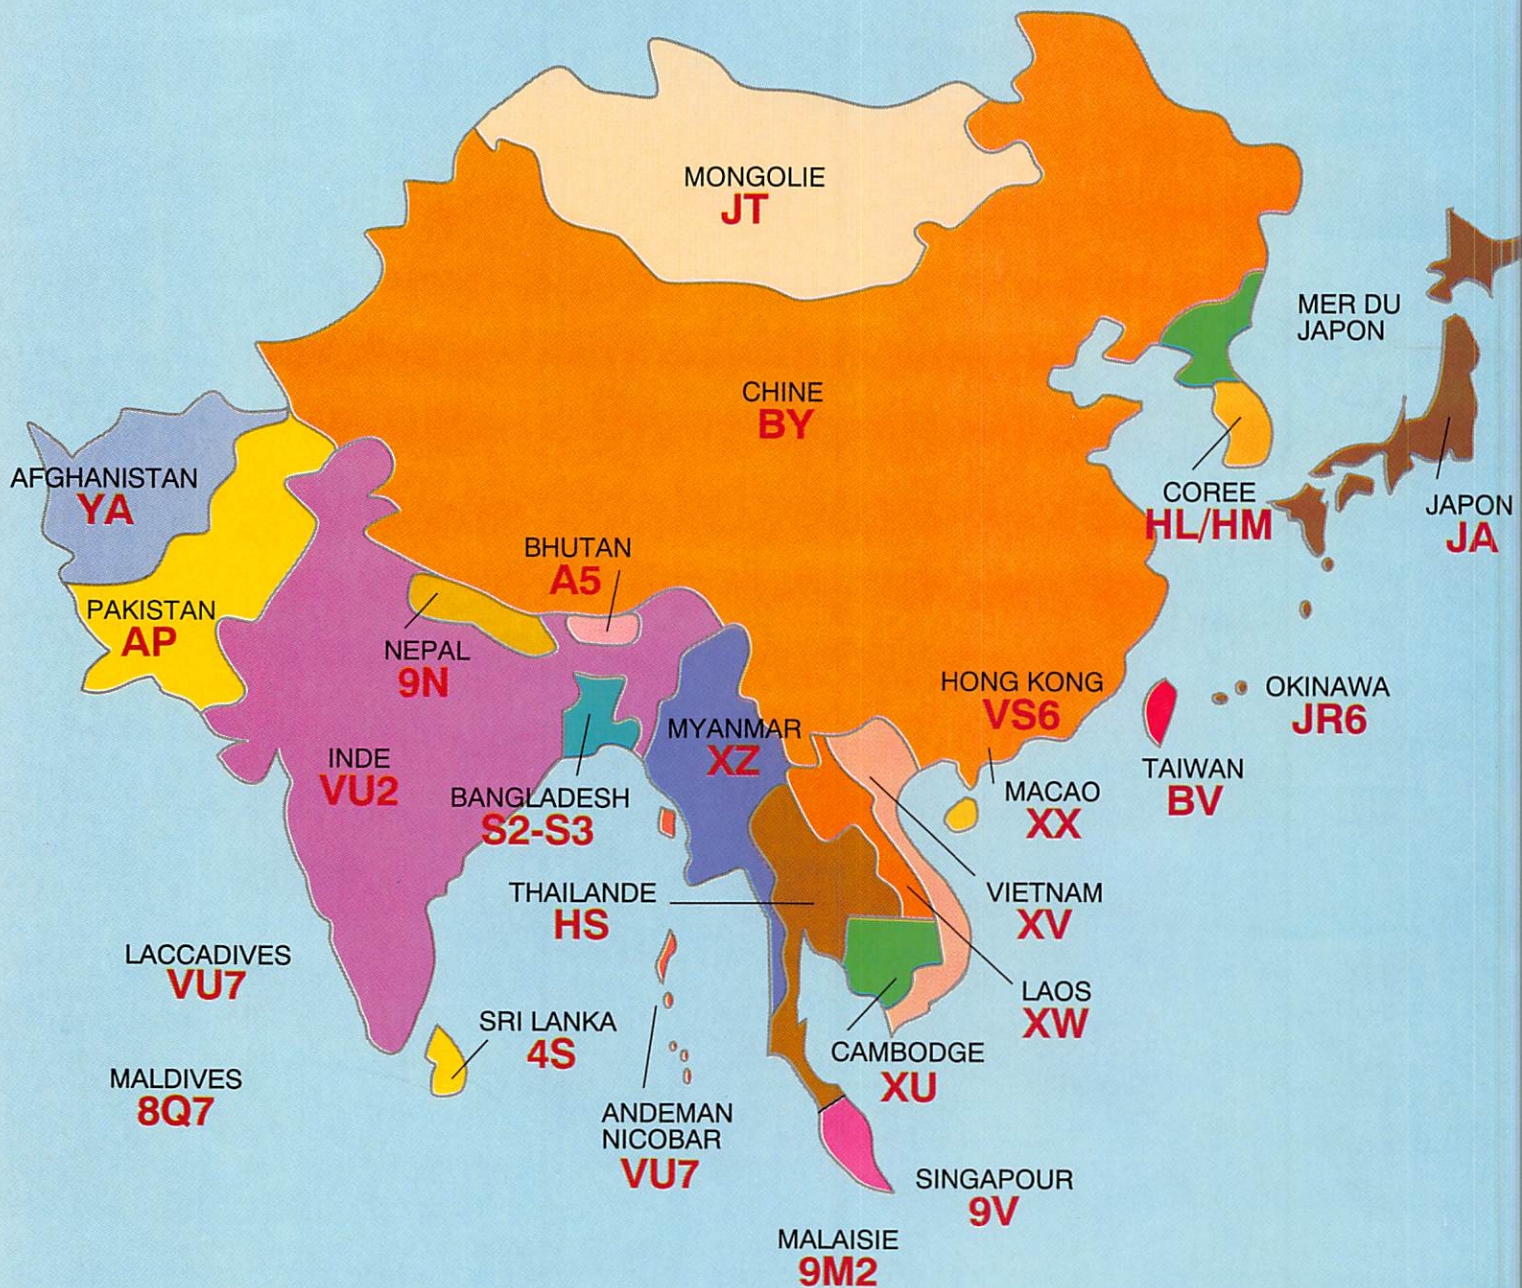 MONGOLIE
JT
MER DU
JAPON
CHINE
BY
AFGHANISTAN
YA
COREE
HL/HM
JAPON
JA
BHUTAN
A5
PAKISTAN
AP
NEPAL
9N
HONG KONG
VS6
OKINAWA
JR6
MYANMAR
XZ
INDE
VU2
TAIWAN
BV
BANGLADESH
S2-S3
MACAO
XX
THAILANDE
HS
VIETNAM
XV
LACCADIVES
VU7
LAOS
XW
SRI LANKA
4S
CAMBODGE
XU
MALDIVES
8Q7
ANDEMAN
NICOBAR
VU7
SINGAPOUR
9V
MALAISIE
9M2